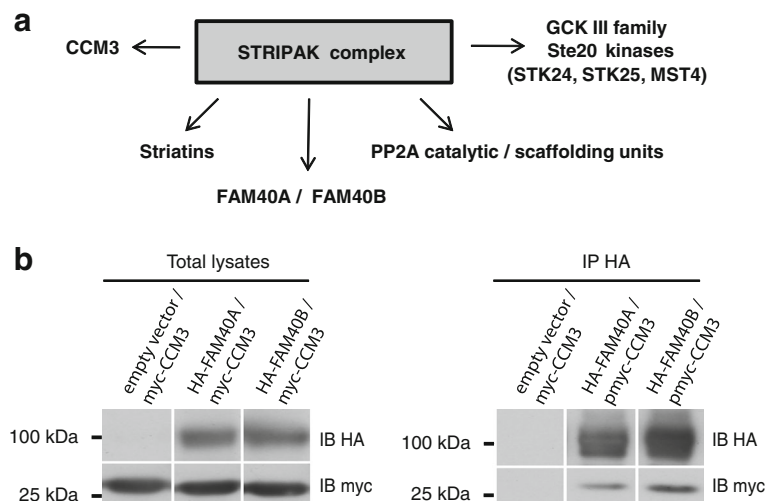 a
CCM3
STRIPAK complex
GCK III family
Ste20 kinases
(STK24, STK25, MST4)
Striatins
PP2A catalytic / scaffolding units
FAM40A / FAM40B
b
Total lysates
empty vector /
myc-CCM3
HA-FAM40A /
myc-CCM3
HA-FAM40B /
myc-CCM3
100 kDa
IB HA
25 kDa
IB myc
IP HA
empty vector /
myc-CCM3
HA-FAM40A /
pmyc-CCM3
HA-FAM40B /
pmyc-CCM3
100 kDa
IB HA
25 kDa
IB myc